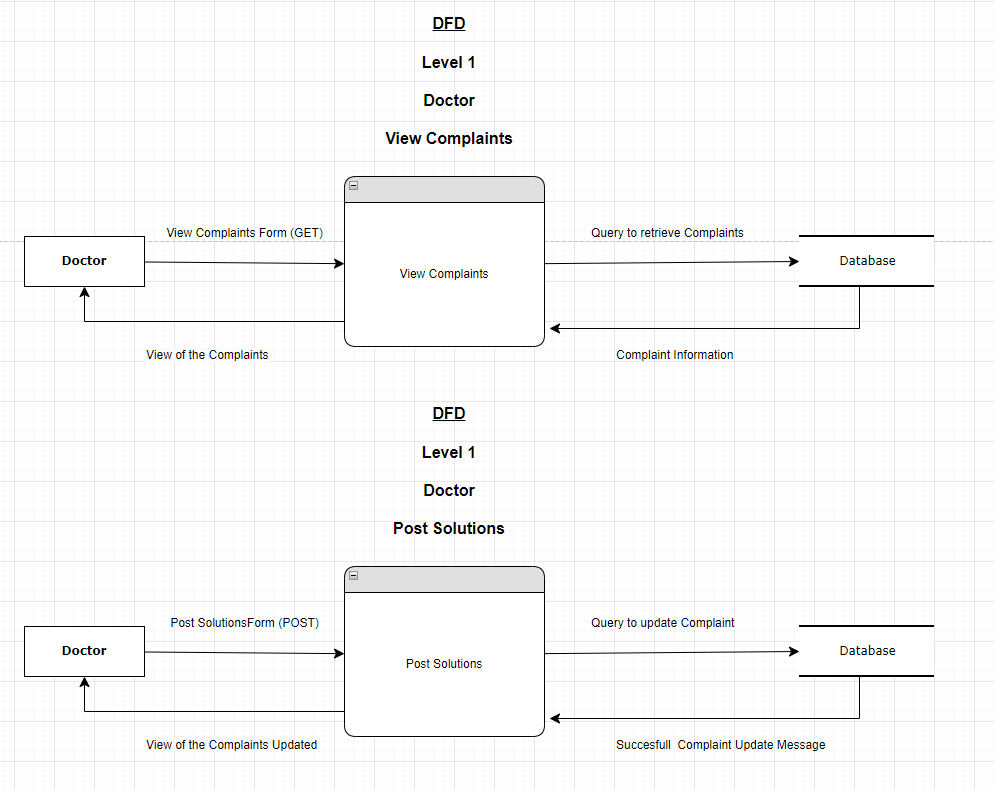 DFD
Level 1
Doctor
View Complaints
View Complaints Form (GET)
Query to retrieve Complaints
Doctor
View Complaints
Database
View of the Complaints
Complaint Information
DFD
Level 1
Doctor
Post Solutions
Post SolutionsForm (POST)
Query to update Complaint
Doctor
Post Solutions
Database
View of the Complaints Updated
Succesfull  Complaint Update Message